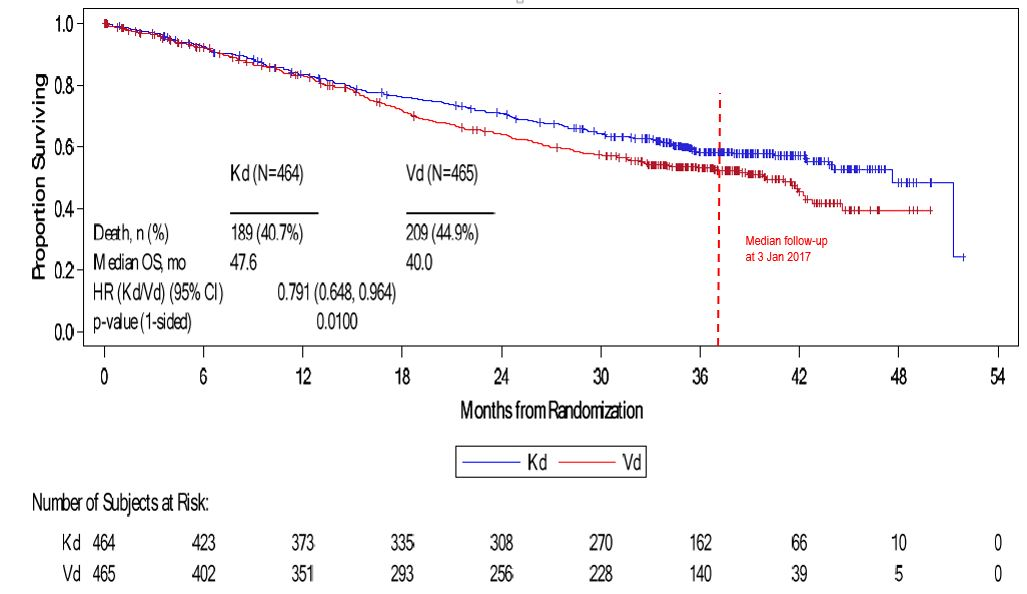 Proportion Surviving
1.0
0.8
0.6
0.4
0.2
0.0
Kd (N=464) Vd (N=465)
Death, n (%) 189 (40.7%) 209 (44.9%)
Median OS, mo 47.6 40.0
HR (Kd/Vd) (95% CI) 0.791 (0.648, 0.964)
p-value (1-sided) 0.0100
Median follow-up
at 3 Jan 2017
0 6 12 18 24 30 36 42 48 54
Months from Randomization
Kd Vd
Number of Subjects at Risk:
Kd 464 423 373 335 308 270 162 66 10 0
Vd 465 402 351 293 256 228 140 39 5 0